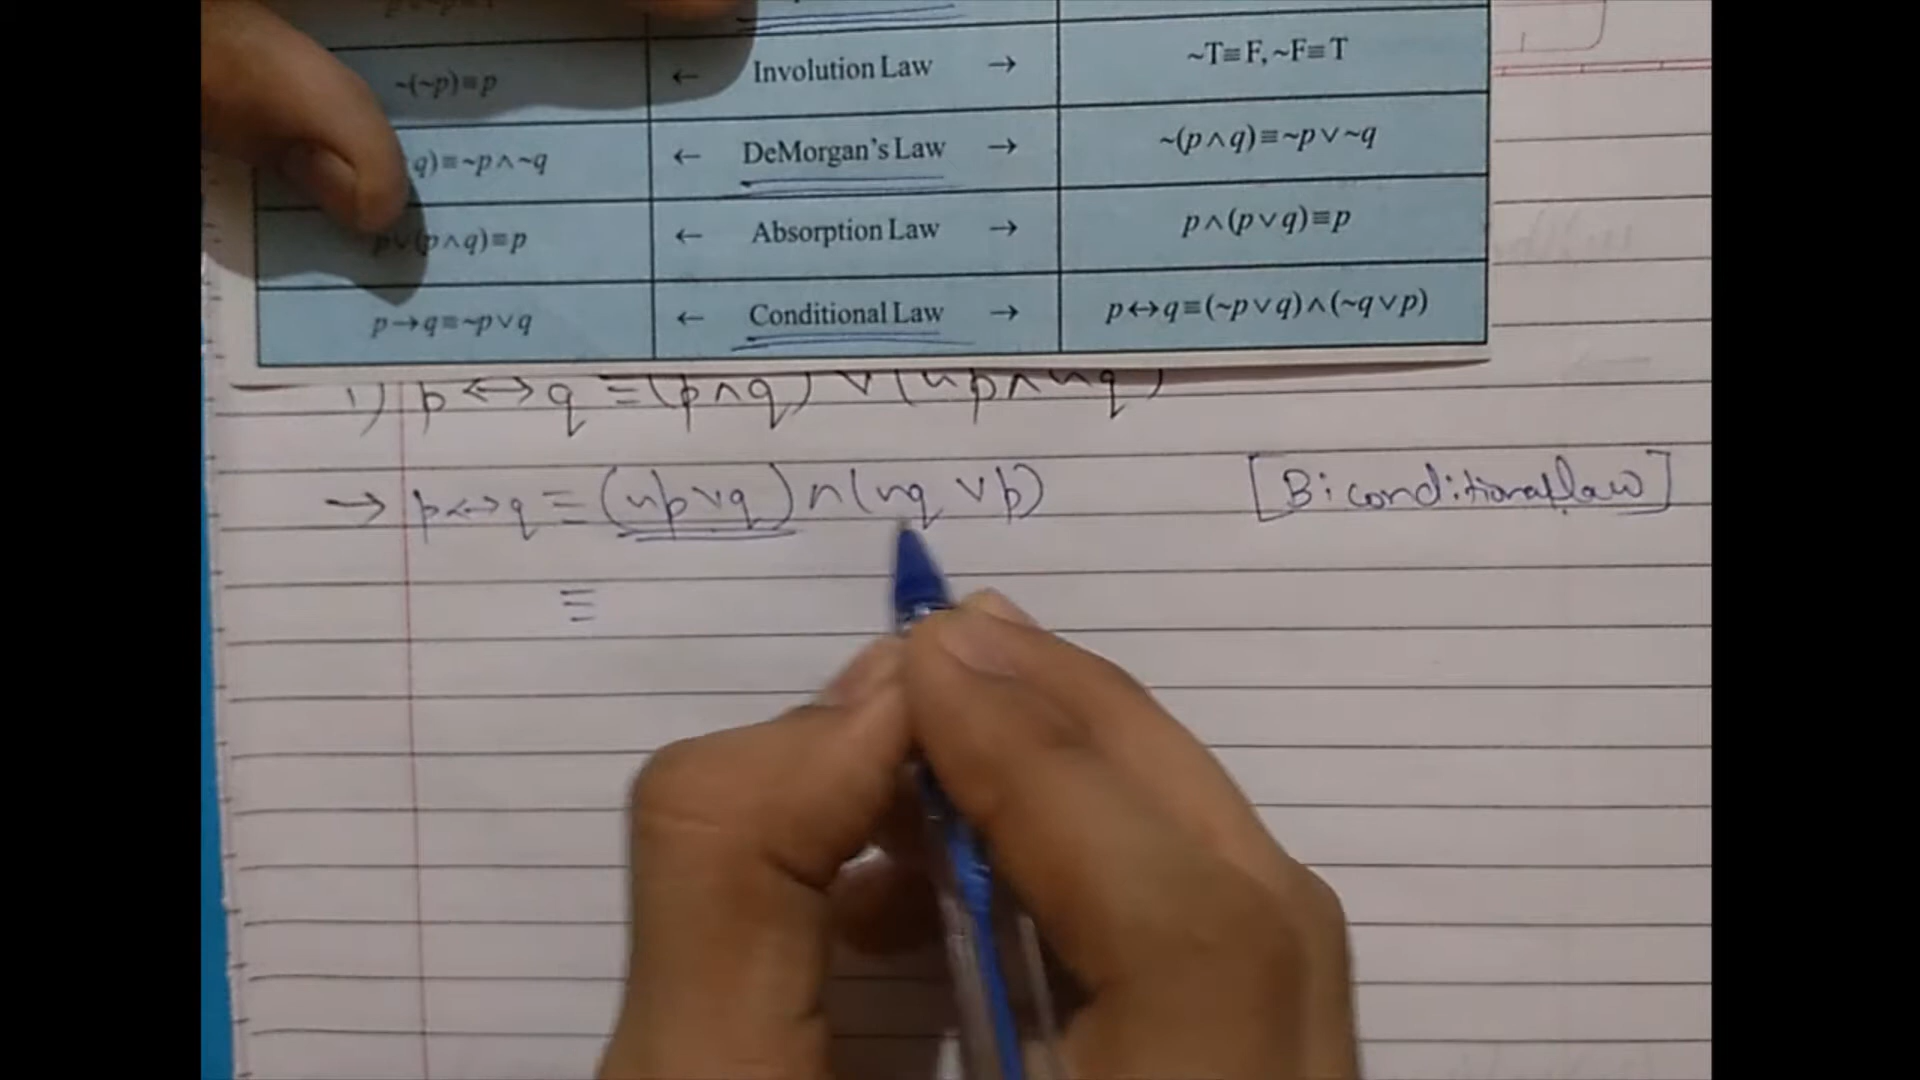 ~(~p)≡p ← Involution Law → ~T≡F, ~F≡T
q)≡~p∧~q ← DeMorgan's Law → ~(p∧q)≡~p∨~q
p∨(p∧q)≡p ← Absorption Law → p∧(p∨q)≡p
p→q≡~p∨q ← Conditional Law → p↔q≡(~p∨q)∧(~q∨p)
1) p ↔ q ≡ (p∧q) ∨ (~p∧~q)
→ p↔q ≡ (~p∨q) ∧ (~q ∨ p) [Biconditional law]
≡